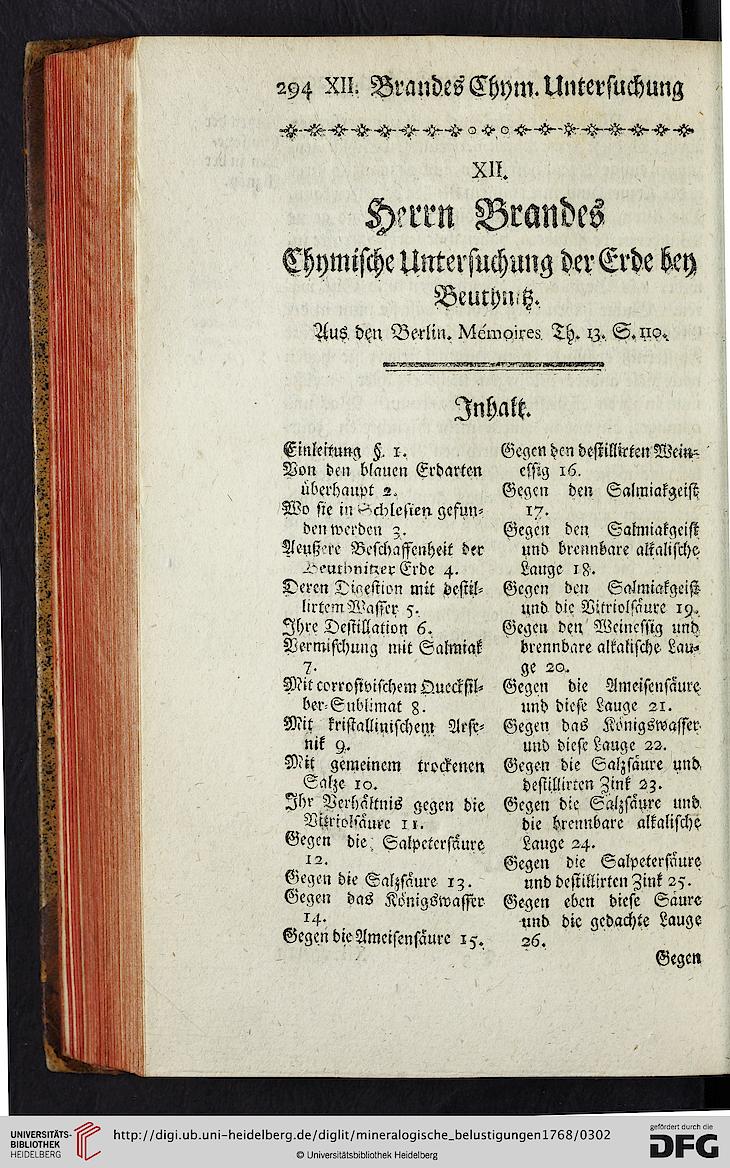 294 XII. Brandes Chym. Untersuchung
XII.
Herrn Brandes
Chymische Untersuchung der Erde bey
Beuthnitz.
Aus den Berlin. Mémoires Th. 13. S. 110.
Inhalt.
Einleitung §. 1.
Von den blauen Erdarten
überhaupt 2.
Wo sie in Schlesien gefun-
den werden 3.
Aeußere Beschaffenheit der
Beuthnitzer Erde 4.
Deren Digestion mit destil-
lirtem Wasser 5.
Ihre Destillation 6.
Vermischung mit Salmiak
7.
Mit corrosivischem Quecksil-
ber-Sublimat 8.
Mit kristallinischem Arse-
nik 9.
Mit gemeinem trockenen
Salze 10.
Ihr Verhältnis gegen die
Vitriolsäure 11.
Gegen die Salpetersäure
12.
Gegen die Salzsäure 13.
Gegen das Königswasser
14.
Gegen die Ameisensäure 15.
Gegen den destillirten Wein-
essig 16.
Gegen den Salmiakgeist
17.
Gegen den Salmiakgeist
und brennbare alkalische
Lauge 18.
Gegen den Salmiakgeist
und die Vitriolsäure 19.
Gegen den Weinessig und
brennbare alkalische Lau-
ge 20.
Gegen die Ameisensäure
und diese Lauge 21.
Gegen das Königswasser
und diese Lauge 22.
Gegen die Salzsäure und
destillirten Zink 23.
Gegen die Salzsäure und
die brennbare alkalische
Lauge 24.
Gegen die Salpetersäure
und destillirten Zink 25.
Gegen eben diese Säure
und die gedachte Lauge
26.
Gegen
UNIVERSITÄTS-
BIBLIOTHEK
HEIDELBERG
http://digi.ub.uni-heidelberg.de/diglit/mineralogische_belustigungen1768/0302
© Universitätsbibliothek Heidelberg
gefördert durch die
DFG